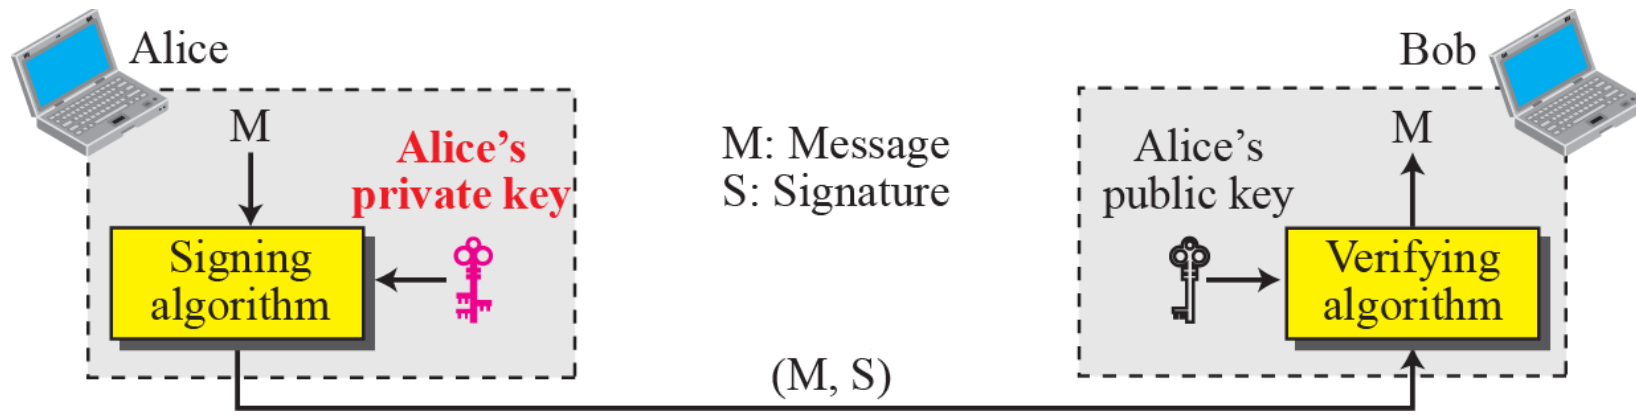 Alice
M
Alice's
private key
Signing
algorithm
M: Message
S: Signature
(M, S)
Bob
M
Alice's
public key
Verifying
algorithm